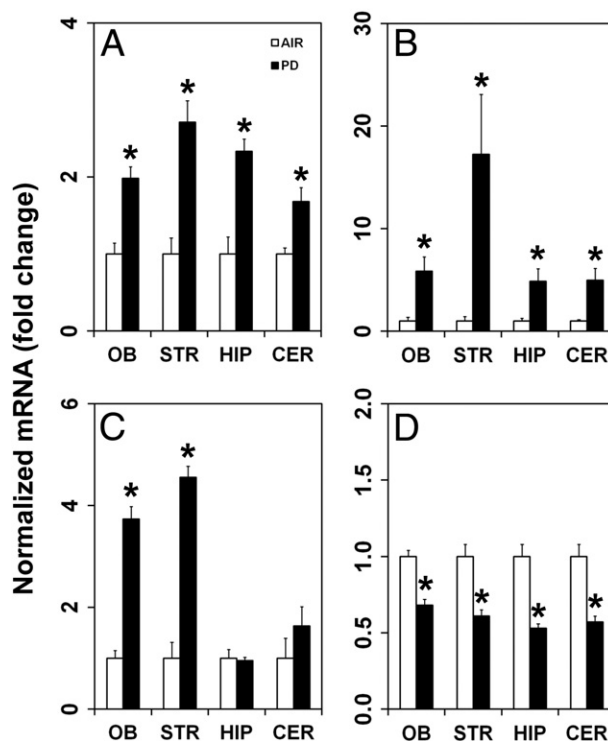 Normalized mRNA (fold change)
A
AIR
PD
4
2
0
* * * *
OB STR HIP CER
B
30
20
10
0
* * * *
OB STR HIP CER
C
6
4
2
0
* *
OB STR HIP CER
D
2.0
1.5
1.0
0.5
0.0
* * * *
OB STR HIP CER